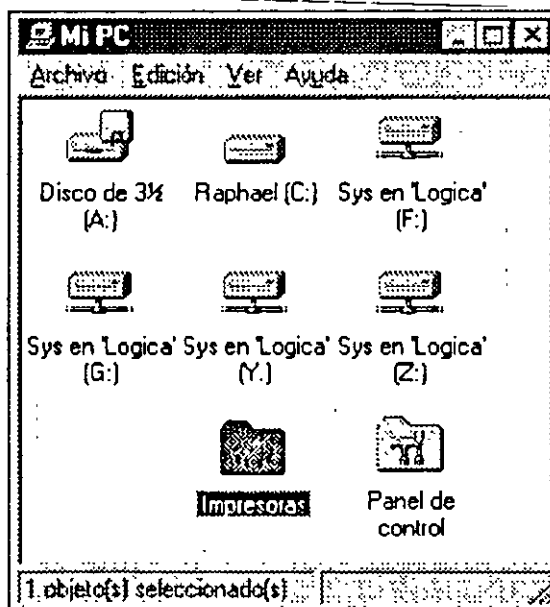 Mi PC
Archivo Edición Ver Ayuda
Disco de 3½ (A:)
Raphael (C:)
Sys en 'Logica' (F:)
Sys en 'Logica' (G:)
Sys en 'Logica' (Y:)
Sys en 'Logica' (Z:)
Impresoras
Panel de control
1 objeto(s) seleccionado(s)